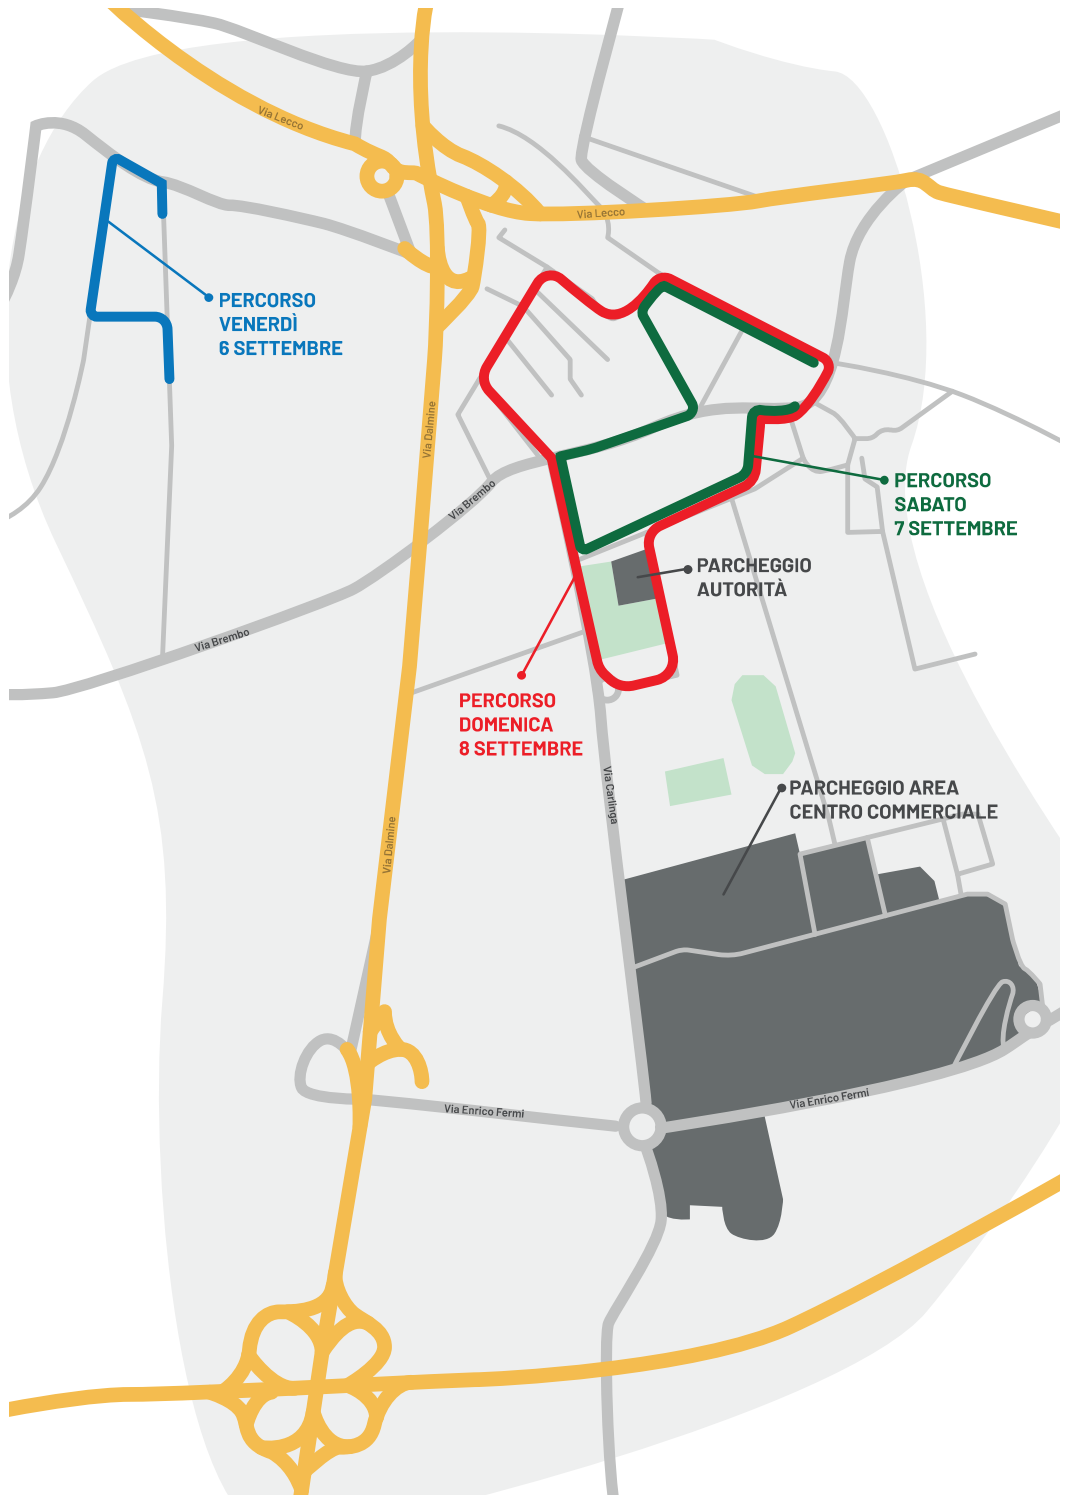 Via Lecco
Via Lecco
PERCORSO
VENERDÌ
6 SETTEMBRE
Via Dalmine
Via Brembo
PERCORSO
SABATO
7 SETTEMBRE
PARCHEGGIO
AUTORITÀ
Via Brembo
PERCORSO
DOMENICA
8 SETTEMBRE
Via Carlinga
PARCHEGGIO AREA
CENTRO COMMERCIALE
Via Dalmine
Via Enrico Fermi
Via Enrico Fermi